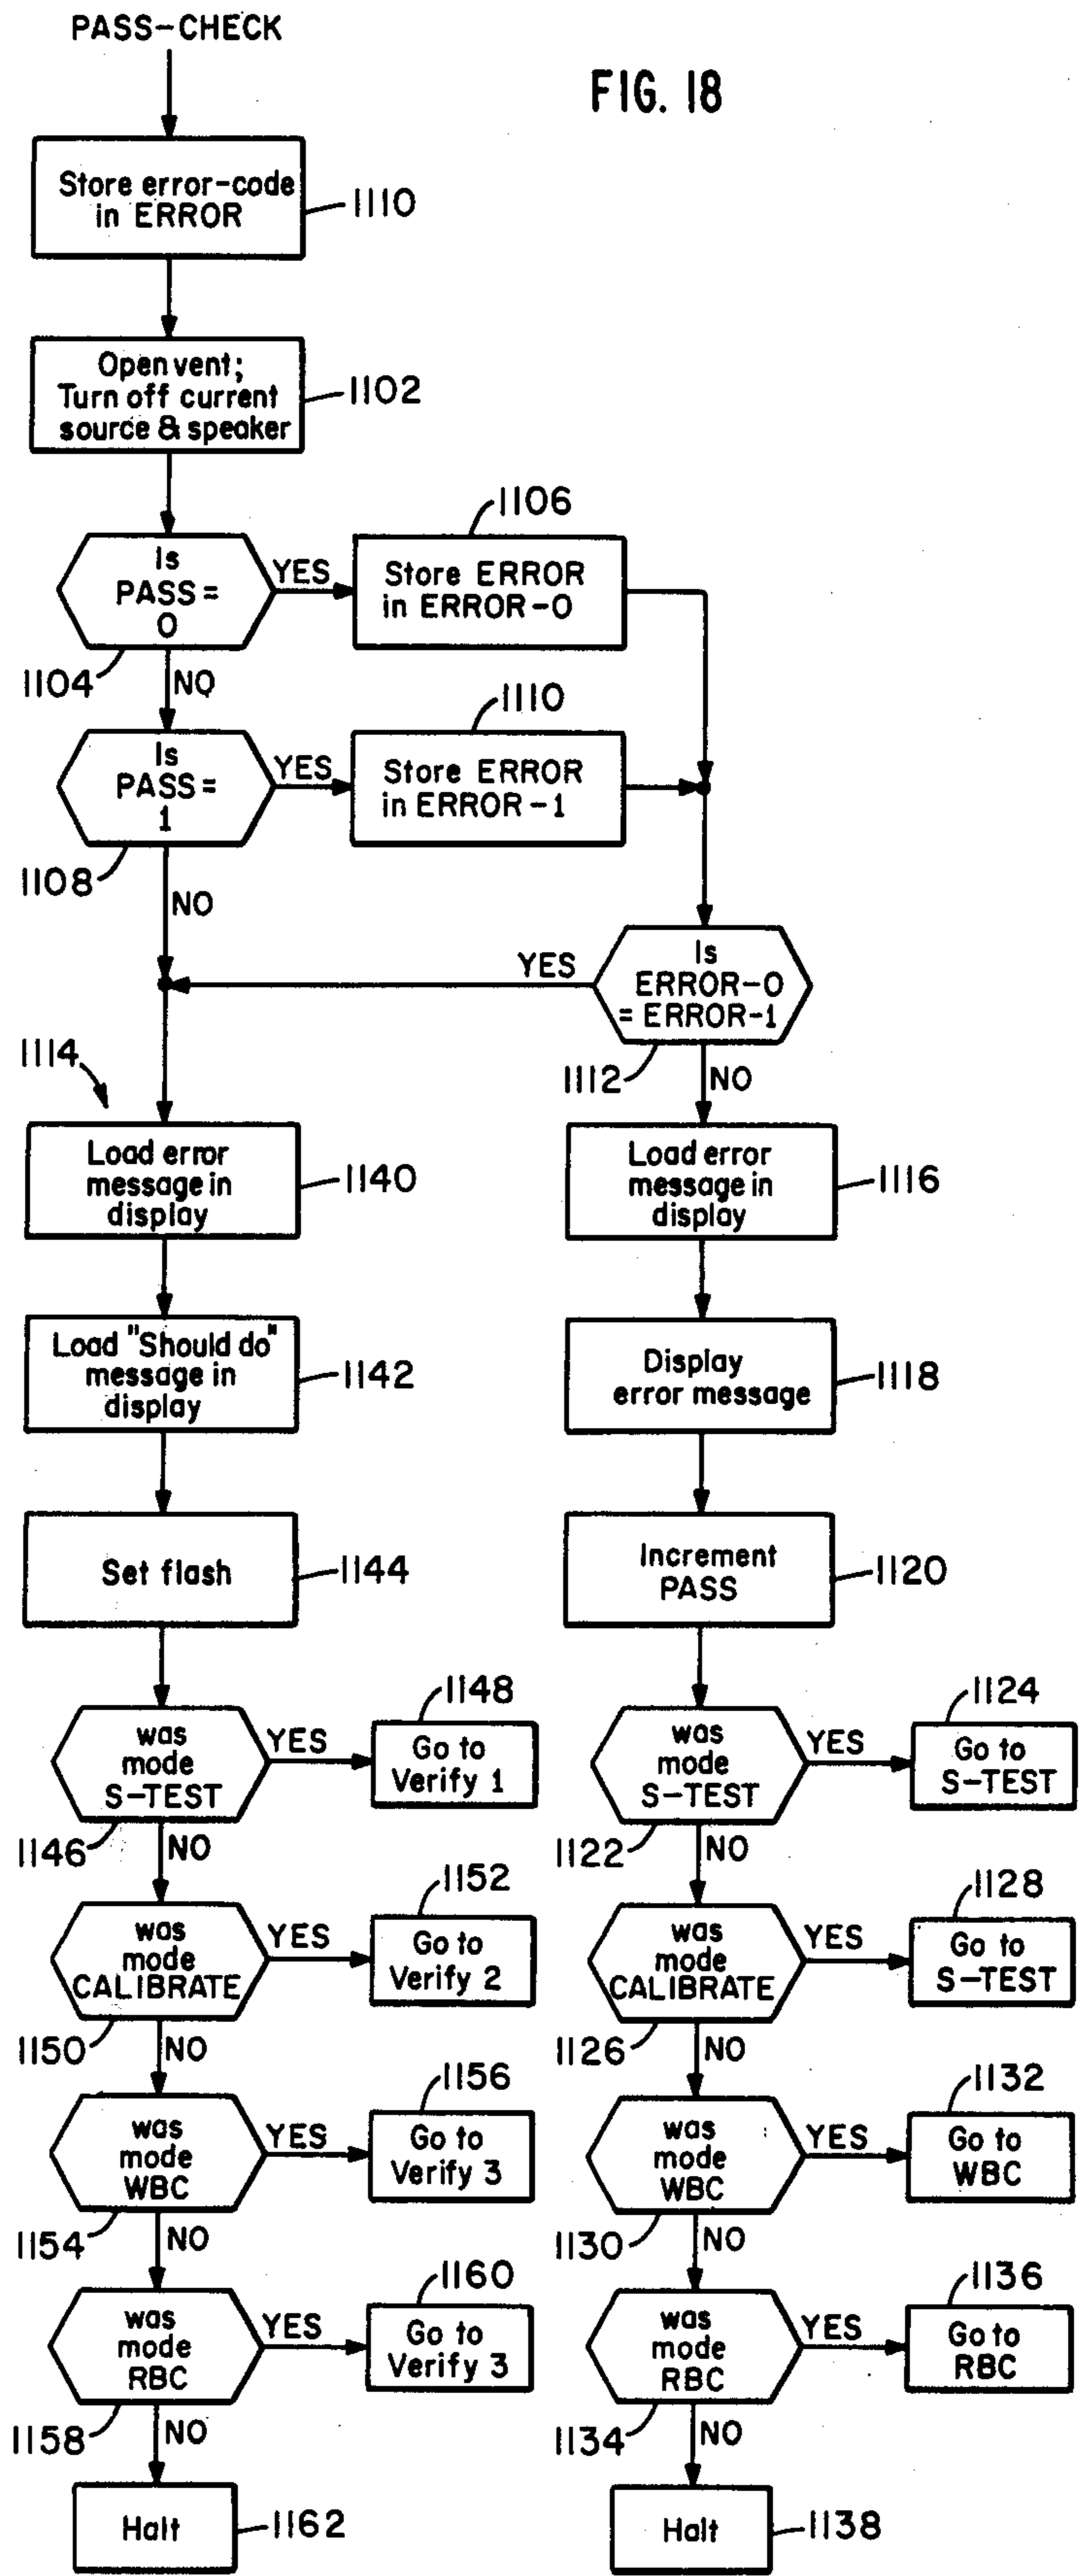 PASS-CHECK
FIG. 18
Store error-code
in ERROR
1110
Open vent;
Turn off current
source & speaker
1102
Is
PASS =
0
1104
YES
NO
1106
Store ERROR
in ERROR-0
Is
PASS =
1
1108
YES
NO
1110
Store ERROR
in ERROR-1
Is
ERROR-0
= ERROR-1
1112
YES
NO
1114
Load error
message in
display
1140
Load error
message in
display
1116
Load "Should do"
message in
display
1142
Display
error message
1118
Set flash
1144
Increment
PASS
1120
was
mode
S-TEST
1146
YES
NO
1148
Go to
Verify 1
was
mode
S-TEST
1122
YES
NO
1124
Go to
S-TEST
was
mode
CALIBRATE
1150
YES
NO
1152
Go to
Verify 2
was
mode
CALIBRATE
1126
YES
NO
1128
Go to
S-TEST
was
mode
WBC
1154
YES
NO
1156
Go to
Verify 3
was
mode
WBC
1130
YES
NO
1132
Go to
WBC
was
mode
RBC
1158
YES
NO
1160
Go to
Verify 3
was
mode
RBC
1134
YES
NO
1136
Go to
RBC
Halt
1162
Halt
1138